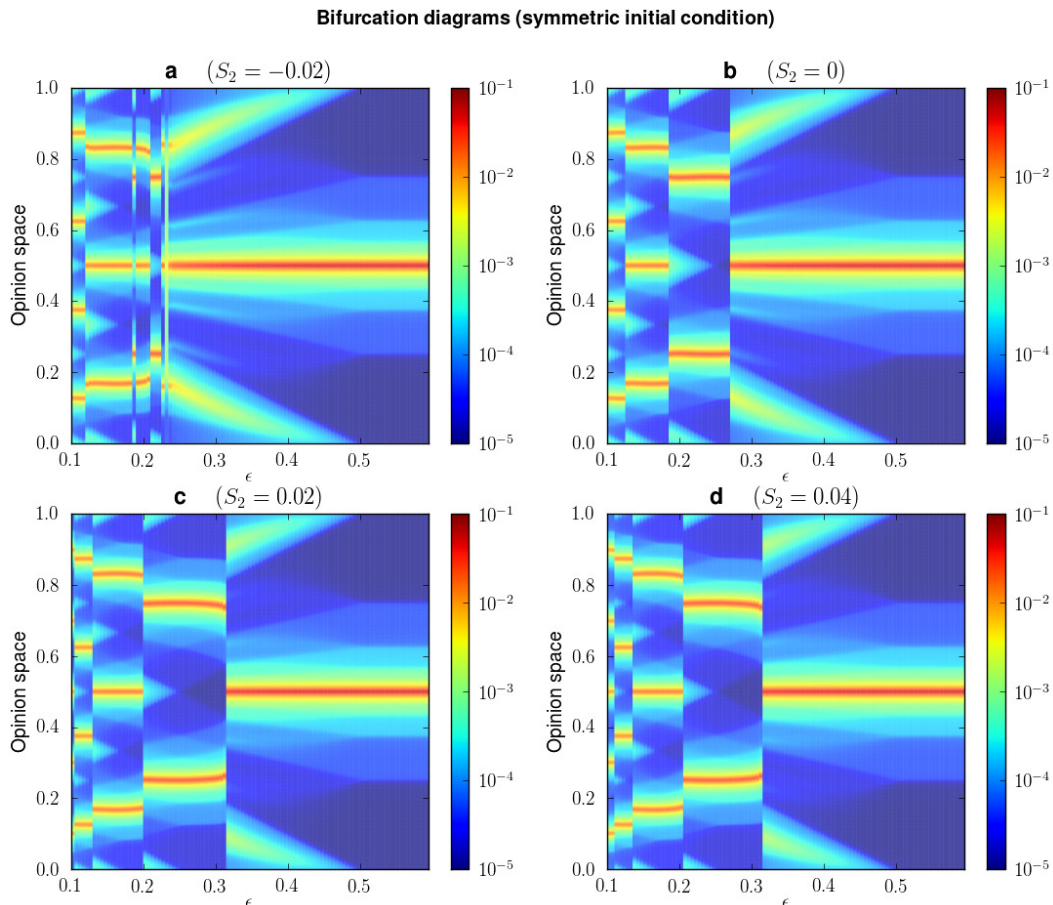 Bifurcation diagrams (symmetric initial condition)
a (S₂ = −0.02)
Opinion space
1.0
0.8
0.6
0.4
0.2
0.0
0.1 0.2 0.3 0.4 0.5
ϵ
10⁻¹
10⁻²
10⁻³
10⁻⁴
10⁻⁵
b (S₂ = 0)
Opinion space
1.0
0.8
0.6
0.4
0.2
0.0
0.1 0.2 0.3 0.4 0.5
ϵ
10⁻¹
10⁻²
10⁻³
10⁻⁴
10⁻⁵
c (S₂ = 0.02)
Opinion space
1.0
0.8
0.6
0.4
0.2
0.0
0.1 0.2 0.3 0.4 0.5
ϵ
10⁻¹
10⁻²
10⁻³
10⁻⁴
10⁻⁵
d (S₂ = 0.04)
Opinion space
1.0
0.8
0.6
0.4
0.2
0.0
0.1 0.2 0.3 0.4 0.5
ϵ
10⁻¹
10⁻²
10⁻³
10⁻⁴
10⁻⁵